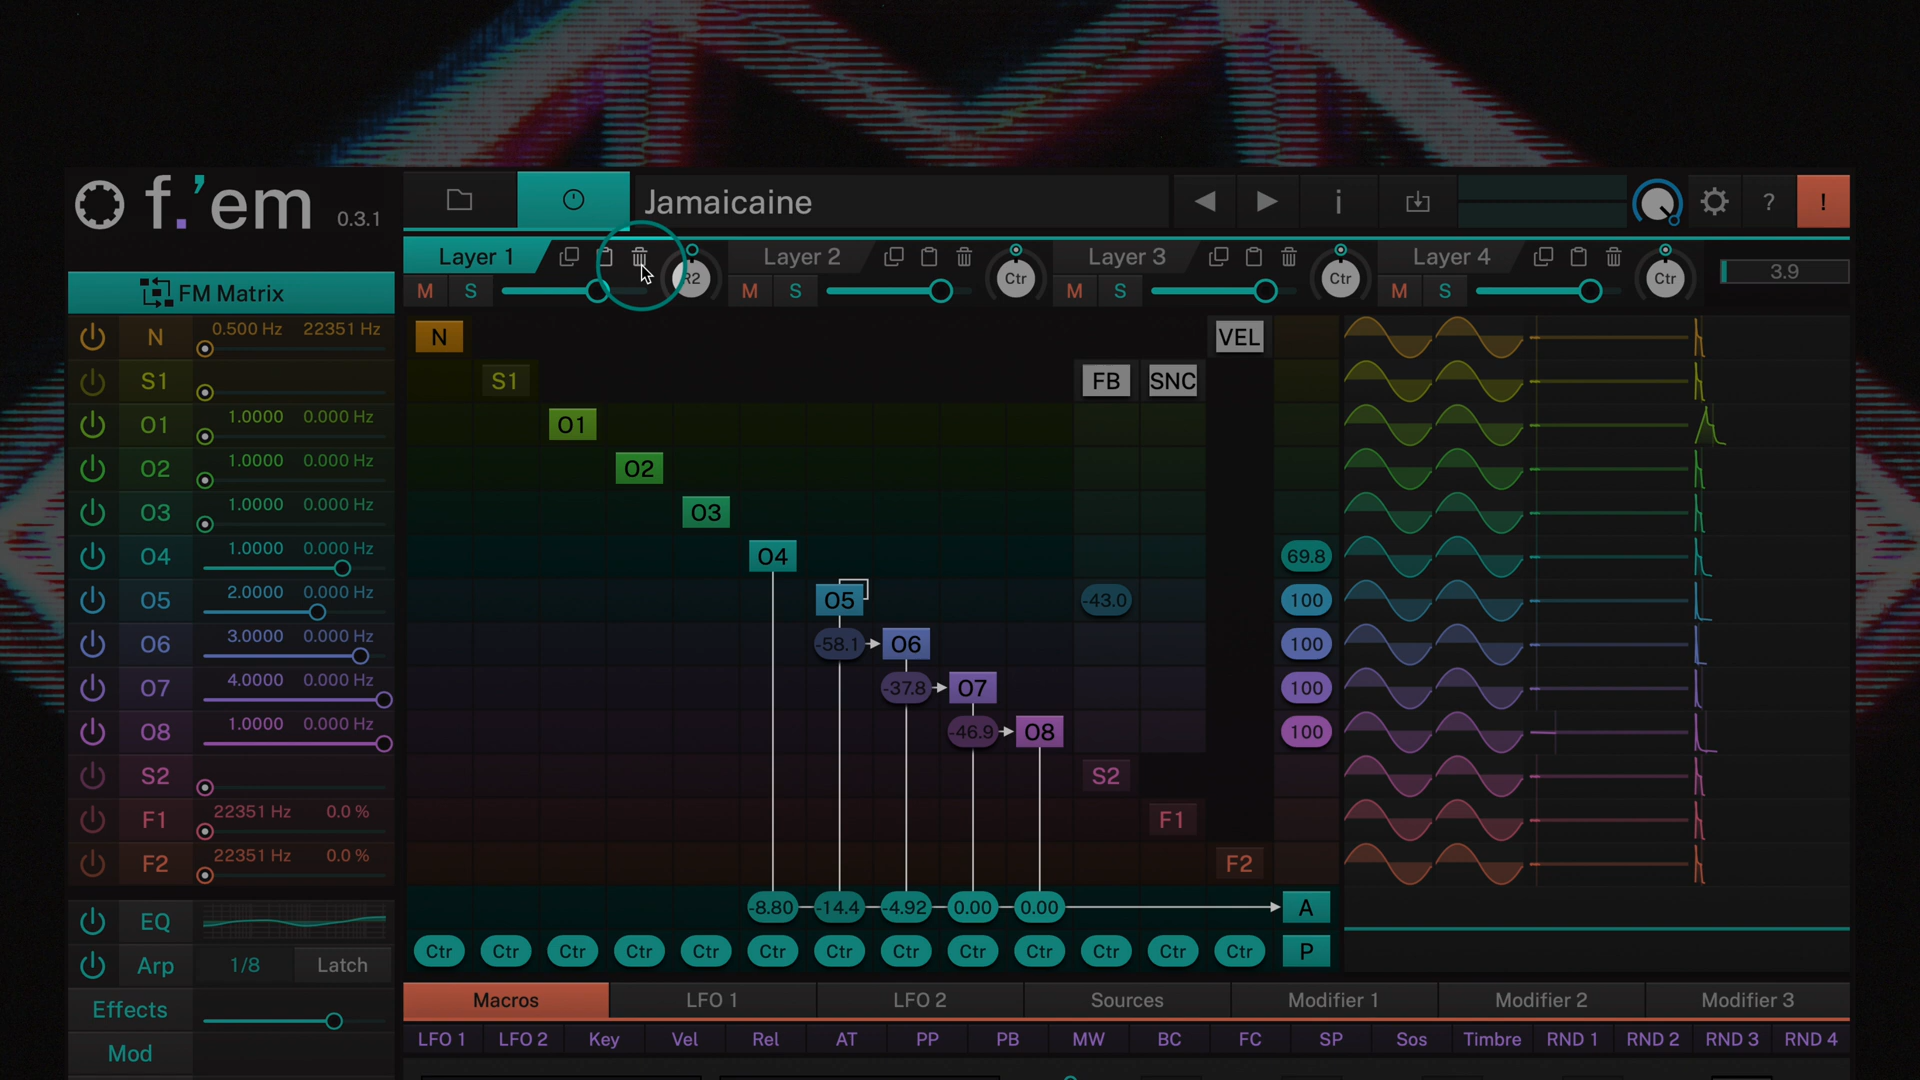 f.'em 0.3.1
Jamaicaine
i
?
!
Layer 1
R2
Layer 2
Ctr
Layer 3
Ctr
Layer 4
Ctr
3.9
M S
M S
M S
M S
FM Matrix
N 0.500 Hz 22351 Hz
S1
O1 1.0000 0.000 Hz
O2 1.0000 0.000 Hz
O3 1.0000 0.000 Hz
O4 1.0000 0.000 Hz
O5 2.0000 0.000 Hz
O6 3.0000 0.000 Hz
O7 4.0000 0.000 Hz
O8 1.0000 0.000 Hz
S2
F1 22351 Hz 0.0 %
F2 22351 Hz 0.0 %
EQ
Arp 1/8 Latch
Effects
Mod
N VEL
S1 FB SNC
O1
O2
O3
O4 69.8
O5 -43.0 100
-58.1 O6 100
-37.8 O7 100
-46.9 O8 100
S2
F1
F2
-8.80 -14.4 -4.92 0.00 0.00 A
Ctr Ctr Ctr Ctr Ctr Ctr Ctr Ctr Ctr Ctr Ctr Ctr Ctr P
Macros LFO 1 LFO 2 Sources Modifier 1 Modifier 2 Modifier 3
LFO 1 LFO 2 Key Vel Rel AT PP PB MW BC FC SP Sos Timbre RND 1 RND 2 RND 3 RND 4